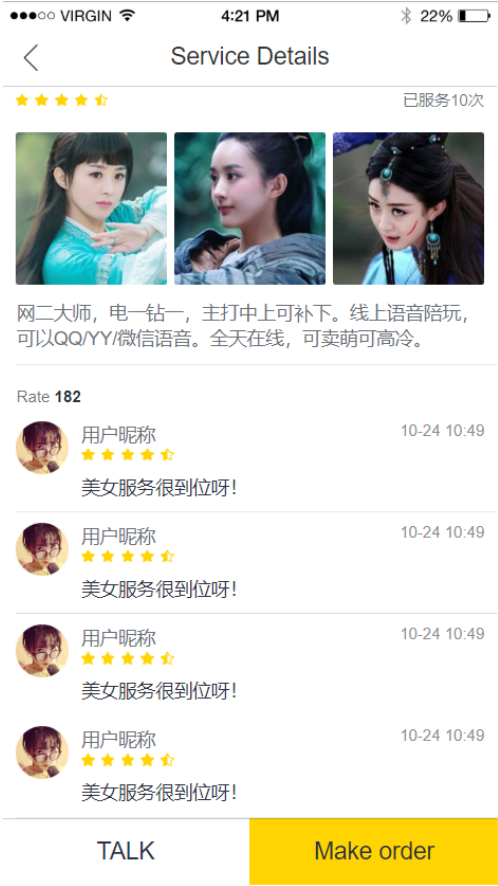 VIRGIN 4:21 PM 22%
Service Details
已服务10次
网二大师，电一钻一，主打中上可补下。线上语音陪玩，
可以QQ/YY/微信语音。全天在线，可卖萌可高冷。
Rate 182
用户昵称 10-24 10:49
美女服务很到位呀！
用户昵称 10-24 10:49
美女服务很到位呀！
用户昵称 10-24 10:49
美女服务很到位呀！
用户昵称 10-24 10:49
美女服务很到位呀！
TALK Make order